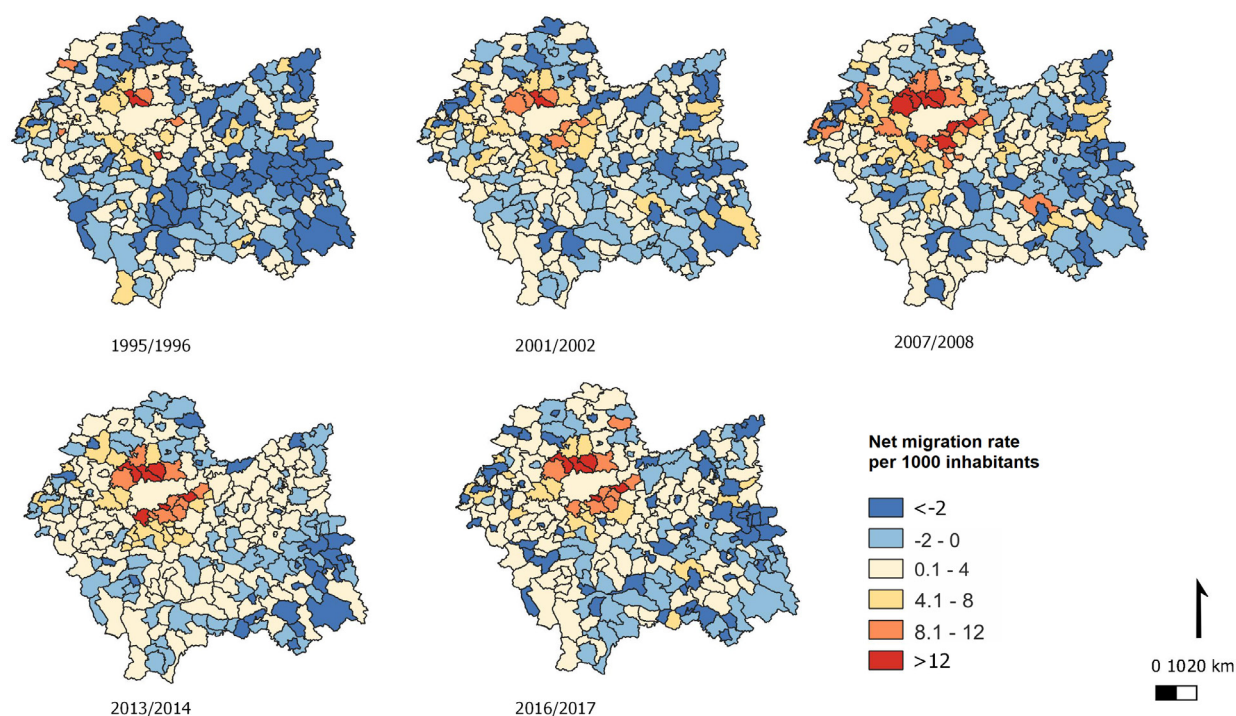 1995/1996
2001/2002
2007/2008
2013/2014
2016/2017
Net migration rate
per 1000 inhabitants
<-2
-2 - 0
0.1 - 4
4.1 - 8
8.1 - 12
>12
0 1020 km